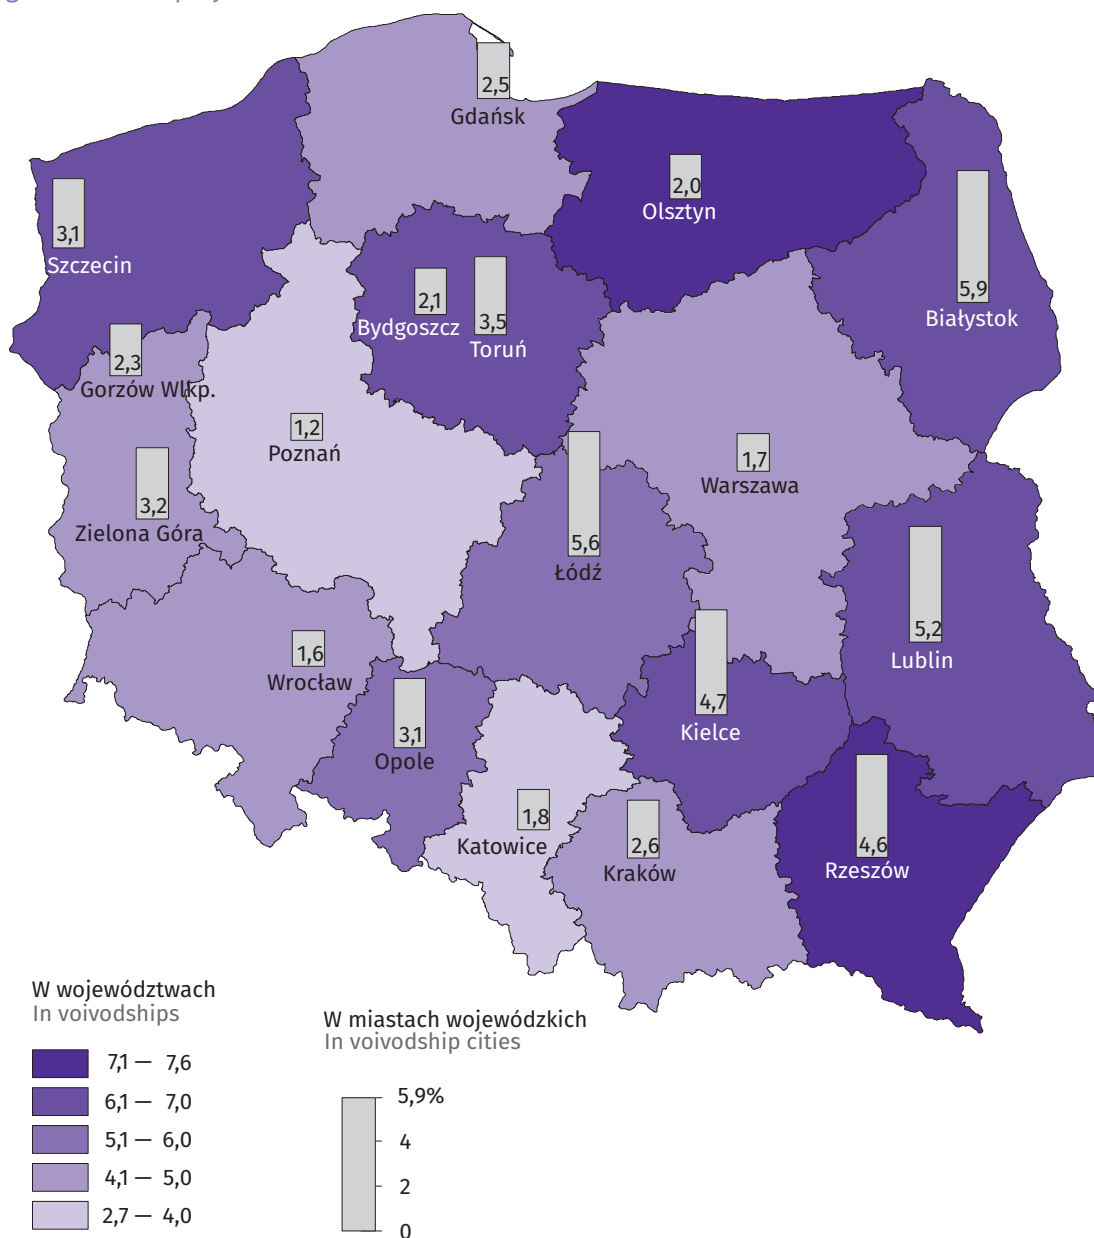 2,5
Gdańsk
2,0
Olsztyn
3,1
Szczecin
5,9
Białystok
2,1
Bydgoszcz
3,5
Toruń
2,3
Gorzów Wlkp.
1,2
Poznań
1,7
Warszawa
3,2
Zielona Góra
5,6
Łódź
5,2
Lublin
1,6
Wrocław
4,7
Kielce
3,1
Opole
1,8
Katowice
2,6
Kraków
4,6
Rzeszów
W województwach
In voivodships
7,1 — 7,6
6,1 — 7,0
5,1 — 6,0
4,1 — 5,0
2,7 — 4,0
W miastach wojewódzkich
In voivodship cities
5,9%
4
2
0